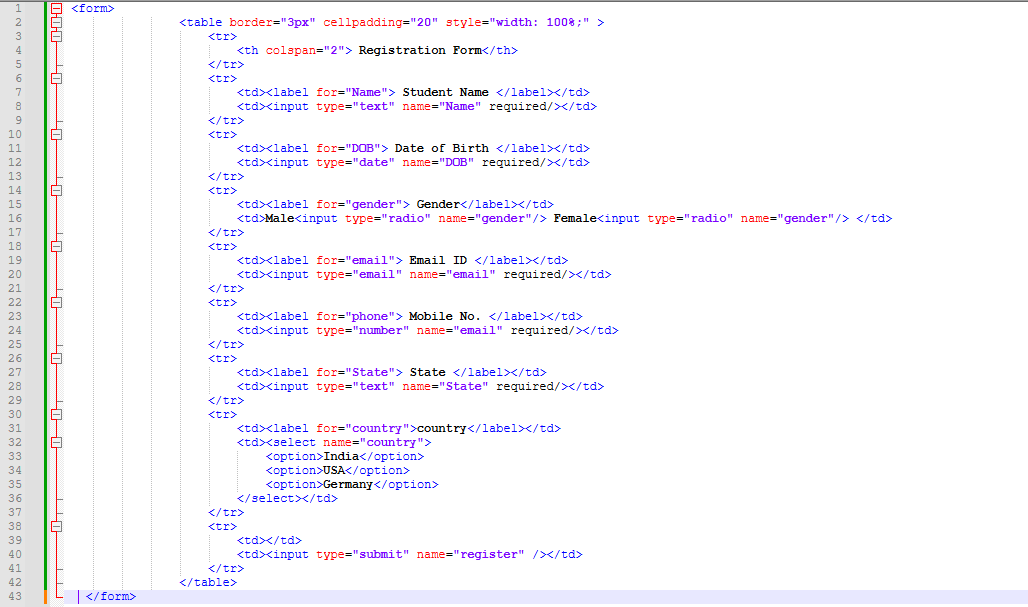 1 <form>
2 <table border="3px" cellpadding="20" style="width: 100%;" >
3 <tr>
4 <th colspan="2"> Registration Form</th>
5 </tr>
6 <tr>
7 <td><label for="Name"> Student Name </label></td>
8 <td><input type="text" name="Name" required/></td>
9 </tr>
10 <tr>
11 <td><label for="DOB"> Date of Birth </label></td>
12 <td><input type="date" name="DOB" required/></td>
13 </tr>
14 <tr>
15 <td><label for="gender"> Gender</label></td>
16 <td>Male<input type="radio" name="gender"/> Female<input type="radio" name="gender"/> </td>
17 </tr>
18 <tr>
19 <td><label for="email"> Email ID </label></td>
20 <td><input type="email" name="email" required/></td>
21 </tr>
22 <tr>
23 <td><label for="phone"> Mobile No. </label></td>
24 <td><input type="number" name="email" required/></td>
25 </tr>
26 <tr>
27 <td><label for="State"> State </label></td>
28 <td><input type="text" name="State" required/></td>
29 </tr>
30 <tr>
31 <td><label for="country">country</label></td>
32 <td><select name="country">
33 <option>India</option>
34 <option>USA</option>
35 <option>Germany</option>
36 </select></td>
37 </tr>
38 <tr>
39 <td></td>
40 <td><input type="submit" name="register" /></td>
41 </tr>
42 </table>
43 </form>